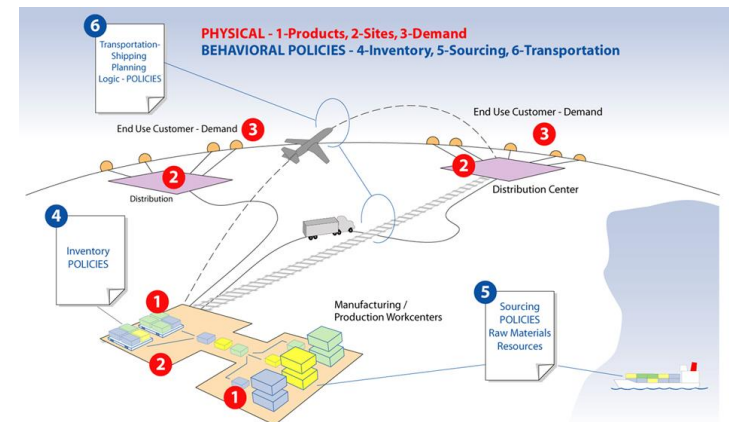 6
Transportation-
Shipping
Planning
Logic - POLICIES
PHYSICAL - 1-Products, 2-Sites, 3-Demand
BEHAVIORAL POLICIES - 4-Inventory, 5-Sourcing, 6-Transportation
End Use Customer - Demand
3
End Use Customer - Demand
3
2
Distribution
2
Distribution Center
4
Inventory
POLICIES
1
2
1
Manufacturing /
Production Workcenters
5
Sourcing
POLICIES
Raw Materials
Resources